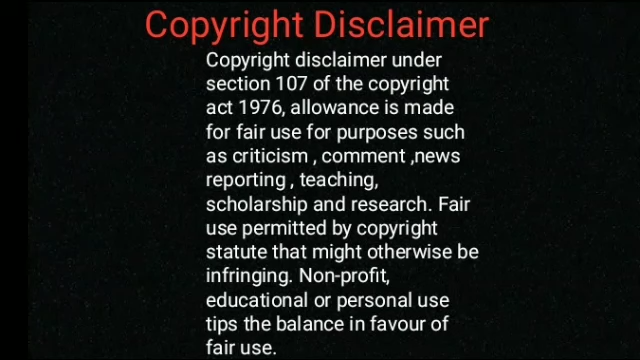 Copyright Disclaimer
Copyright disclaimer under
section 107 of the copyright
act 1976, allowance is made
for fair use for purposes such
as criticism , comment ,news
reporting , teaching,
scholarship and research. Fair
use permitted by copyright
statute that might otherwise be
infringing. Non-profit,
educational or personal use
tips the balance in favour of
fair use.